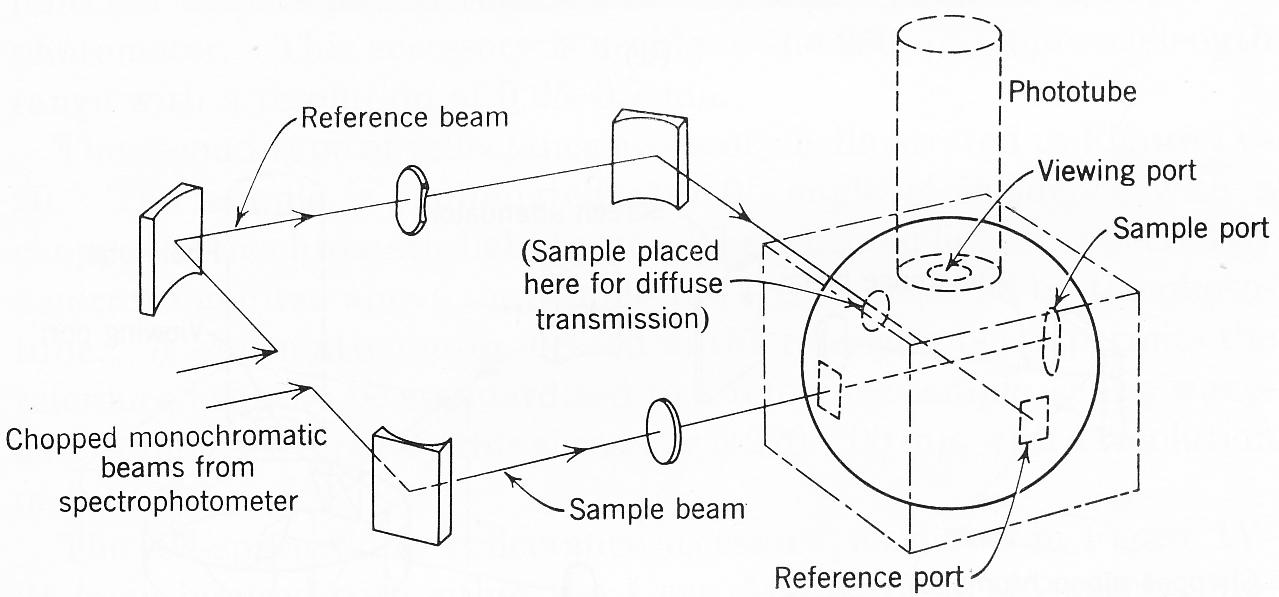 Phototube
Reference beam
Viewing port
Sample port
(Sample placed
here for diffuse
transmission)
Chopped monochromatic
beams from
spectrophotometer
Sample beam
Reference port